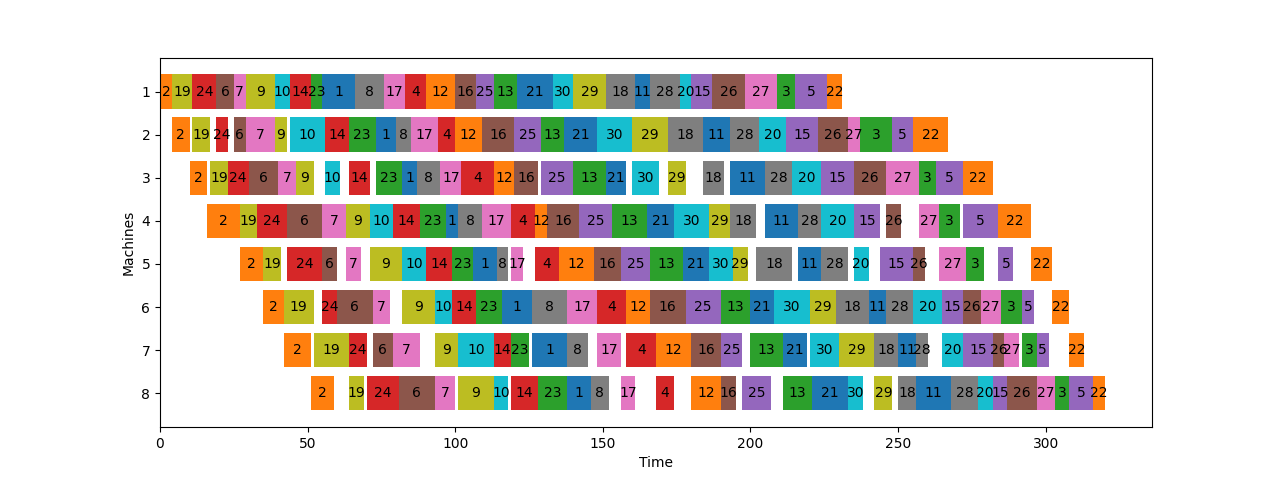 1 2 19 24 6 7 9 10 14 23 1 8 17 4 12 16 25 13 21 30 29 18 11 28 20 15 26 27 3 5 22
2 2 19 24 6 7 9 10 14 23 1 8 17 4 12 16 25 13 21 30 29 18 11 28 20 15 26 27 3 5 22
3 2 19 24 6 7 9 10 14 23 1 8 17 4 12 16 29 13 21 30 29 18 11 28 20 15 26 27 3 5 22
4 2 19 24 6 7 9 10 14 23 1 8 17 4 12 16 25 13 21 30 29 18 11 28 20 15 26 27 3 5 22
5 2 19 24 6 7 9 10 14 23 1 8 17 4 12 16 25 13 21 30 29 18 11 28 20 15 26 27 3 5 22
6 2 19 24 6 7 9 10 14 23 1 8 17 4 12 16 25 13 21 30 29 18 11 28 20 15 26 27 3 5 22
7 2 19 24 6 7 9 10 14 23 1 8 17 4 12 16 25 13 21 30 29 18 11 28 20 15 26 27 3 5 22
8 2 19 24 6 7 9 10 14 23 1 8 17 4 12 16 25 13 21 30 29 18 11 28 20 15 26 27 3 5 22
Machines
0 50 100 150 200 250 300
Time